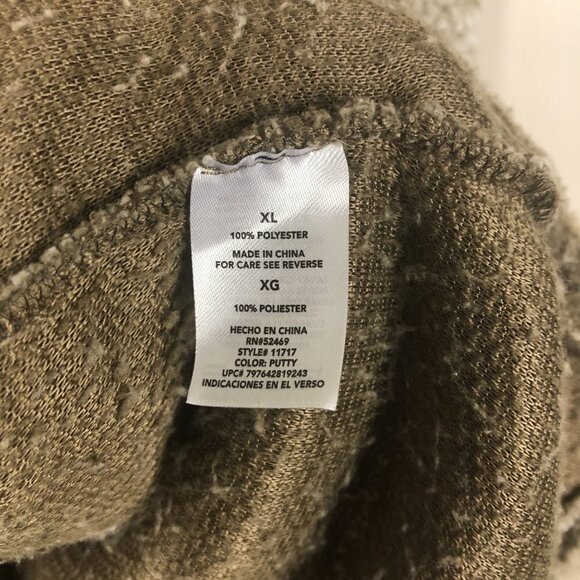 XL
100% POLYESTER
MADE IN CHINA
FOR CARE SEE REVERSE
XG
100% POLIESTER
HECHO EN CHINA
RN#52469
STYLE# 11717
COLOR: PUTTY
UPC# 797642819243
INDICACIONES EN EL VERSO